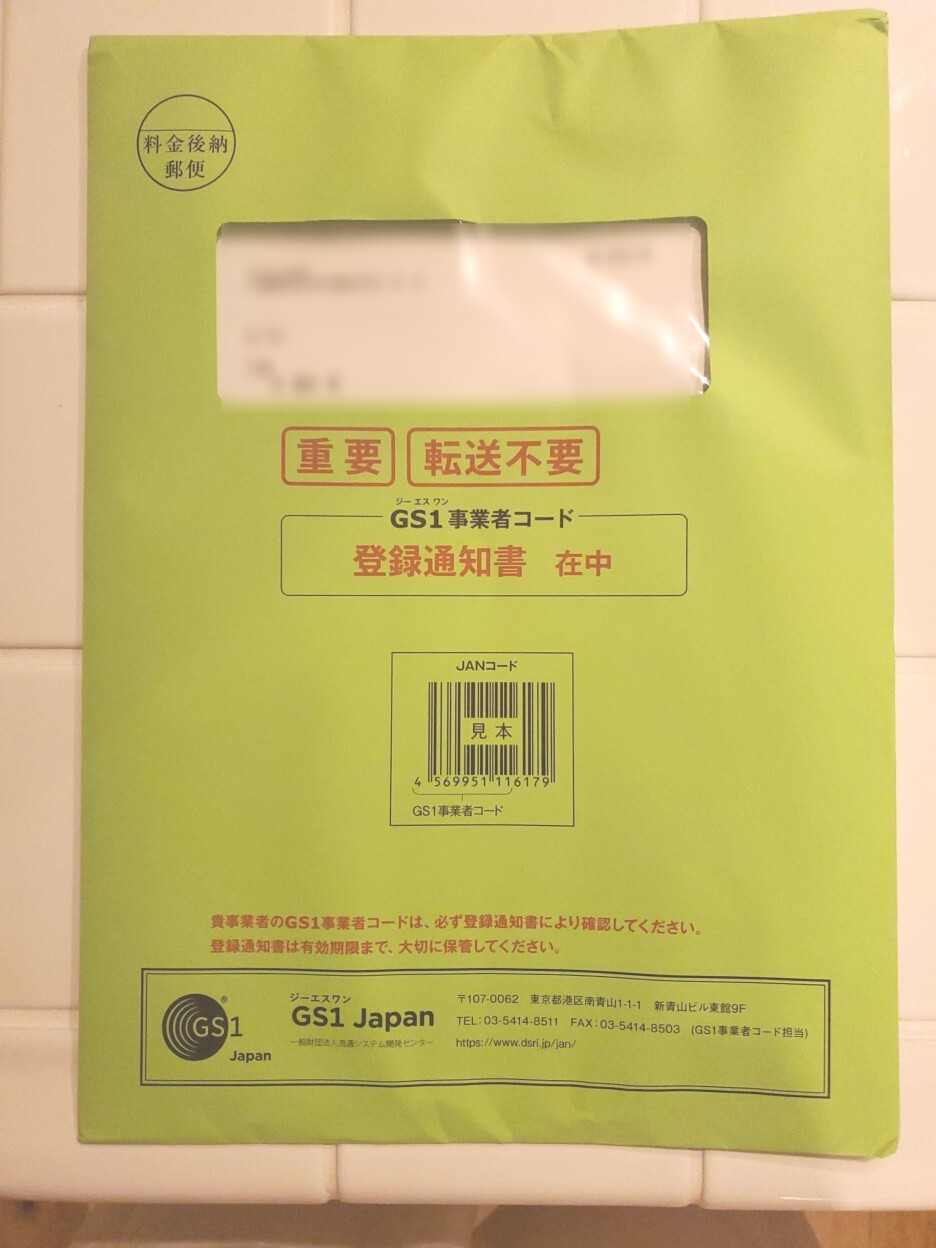 料金後納
郵便
重要 転送不要
ジー エス ワン
GS1事業者コード
登録通知書 在中
JANコード
見本
4 569951 116179
GS1事業者コード
貴事業者のGS1事業者コードは、必ず登録通知書により確認してください。
登録通知書は有効期限まで、大切に保管してください。
GS1
®
Japan
ジーエスワン
GS1 Japan
一般財団法人流通システム開発センター
〒107-0062 東京都港区南青山1-1-1 新青山ビル東館9F
TEL:03-5414-8511 FAX:03-5414-8503 (GS1事業者コード担当)
https://www.dsri.jp/jan/